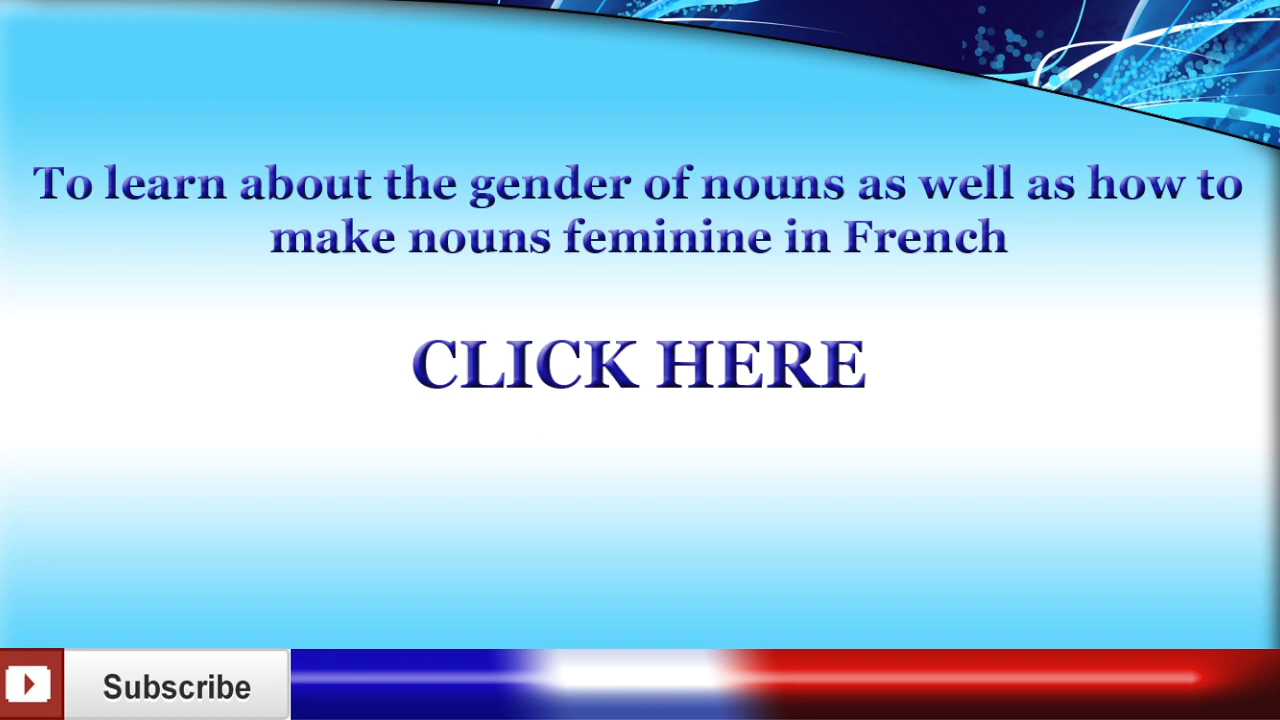 To learn about the gender of nouns as well as how to
make nouns feminine in French
CLICK HERE
Subscribe